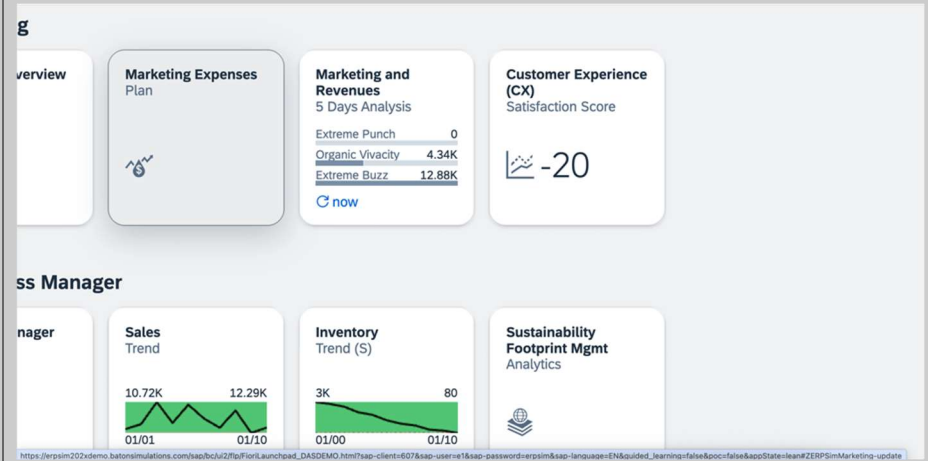 g
verview
Marketing Expenses
Plan
Marketing and
Revenues
5 Days Analysis
Extreme Punch 0
Organic Vivacity 4.34K
Extreme Buzz 12.88K
now
Customer Experience
(CX)
Satisfaction Score
-20
ss Manager
nager
Sales
Trend
10.72K 12.29K
01/01 01/10
Inventory
Trend (S)
3K 80
01/00 01/10
Sustainability
Footprint Mgmt
Analytics
https://erpsim202xdemo.batonsimulations.com/sap/bc/ui2/flp/FioriLaunchpad_DASDEMO.html?sap-client=607&sap-user=e1&sap-password=erpsim&sap-language=EN&guided_learning=false&poc=false&appState=lean#ZERPSimMarketing-update